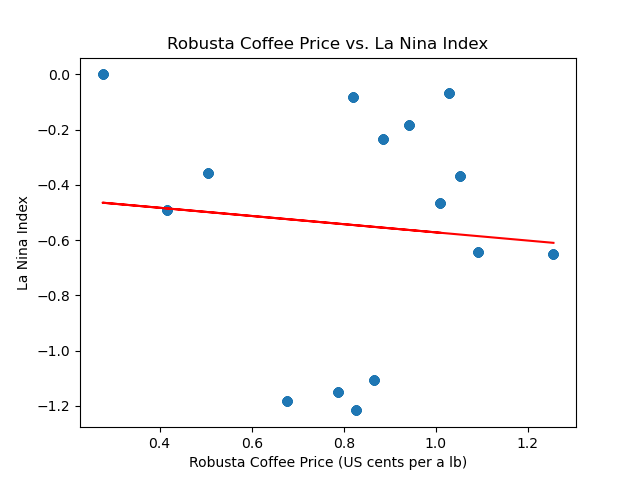 Robusta Coffee Price vs. La Nina Index
0.0
−0.2
−0.4
−0.6
−0.8
−1.0
−1.2
La Nina Index
0.4 0.6 0.8 1.0 1.2
Robusta Coffee Price (US cents per a lb)